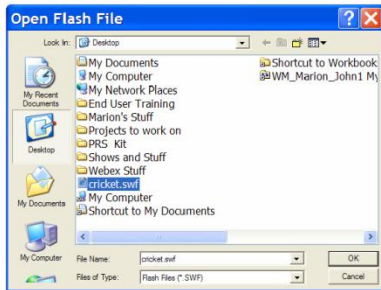 Open Flash File
Look In: Desktop
My Recent
Documents
Desktop
My Documents
My Computer
My Documents
My Computer
My Network Places
End User Training
Marion's Stuff
Projects to work on
PRS Kit
Shows and Stuff
Webex Stuff
cricket.swf
My Computer
Shortcut to My Documents
Shortcut to Workbook
WM_Marion_John1 My
File Name: cricket.swf OK
Files of Type: Flash Files (*.SWF) Cancel